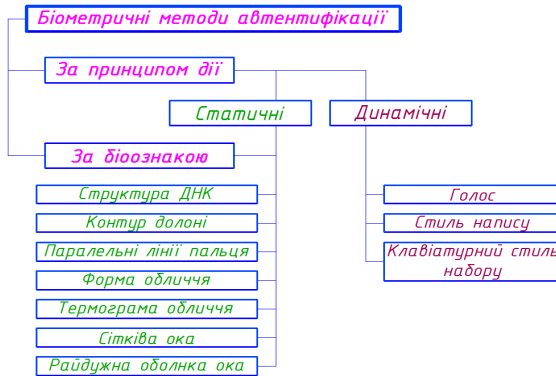 Біометричні методи автентифікації
За принципом дії
Статичні
Динамічні
За біоознакою
Структура ДНК
Контур долоні
Паралельні лінії пальця
Форма обличчя
Термограма обличчя
Сітківа ока
Райдужна оболнка ока
Голос
Стиль напису
Клавіатурний стиль
набору